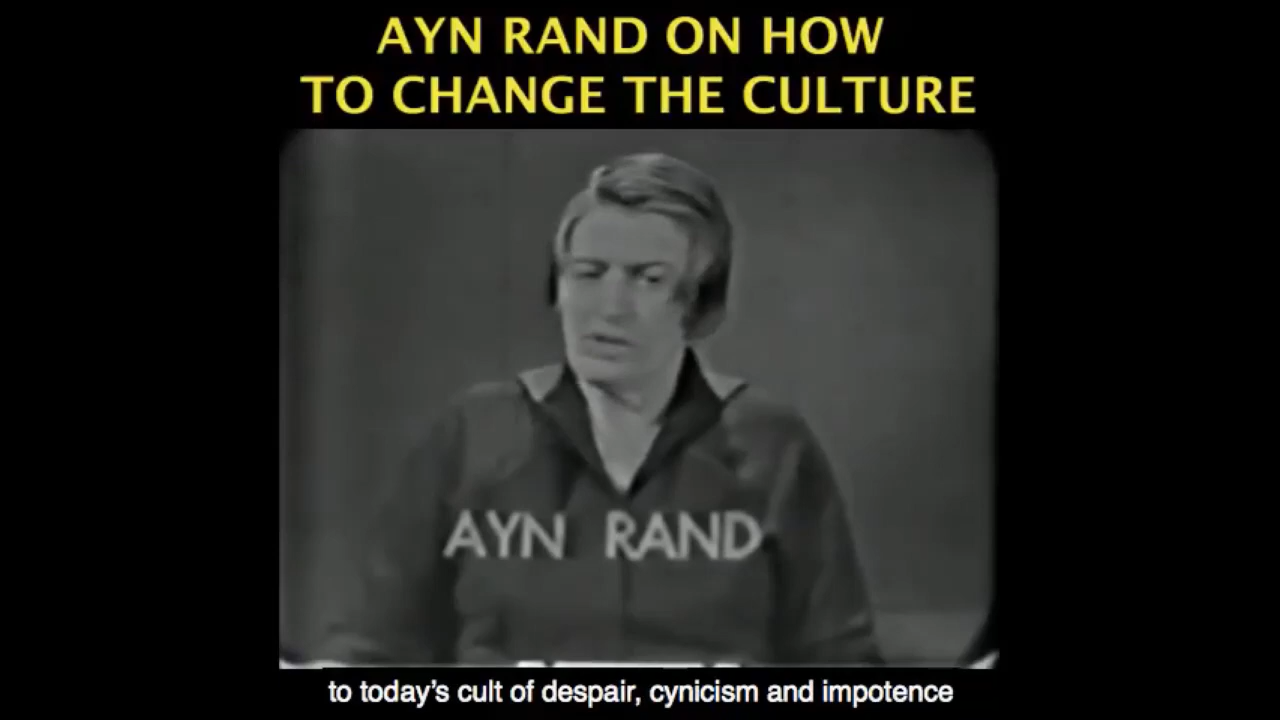 AYN RAND ON HOW
TO CHANGE THE CULTURE
AYN RAND
to today's cult of despair, cynicism and impotence